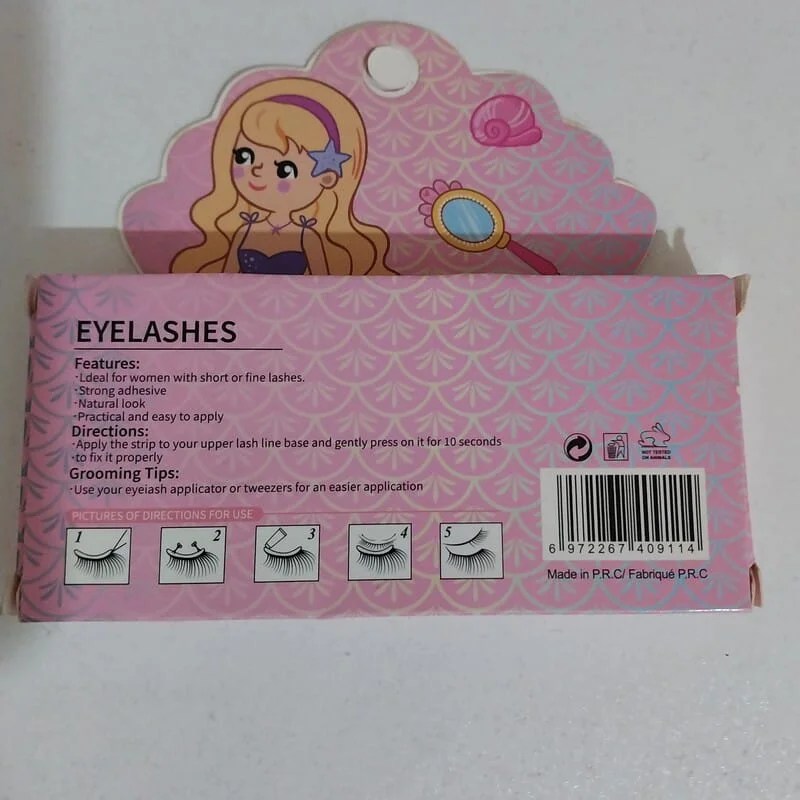 EYELASHES
Features:
·Ldeal for women with short or fine lashes.
·Strong adhesive
·Natural look
·Practical and easy to apply
Directions:
·Apply the strip to your upper lash line base and gently press on it for 10 seconds
·to fix it properly
Grooming Tips:
·Use your eyeiash applicator or tweezers for an easier application
PICTURES OF DIRECTIONS FOR USE
1 2 3 4 5
NOT TESTED
ON ANIMALS
6 972267 409114
Made in P.R.C/ Fabriqué P.R.C